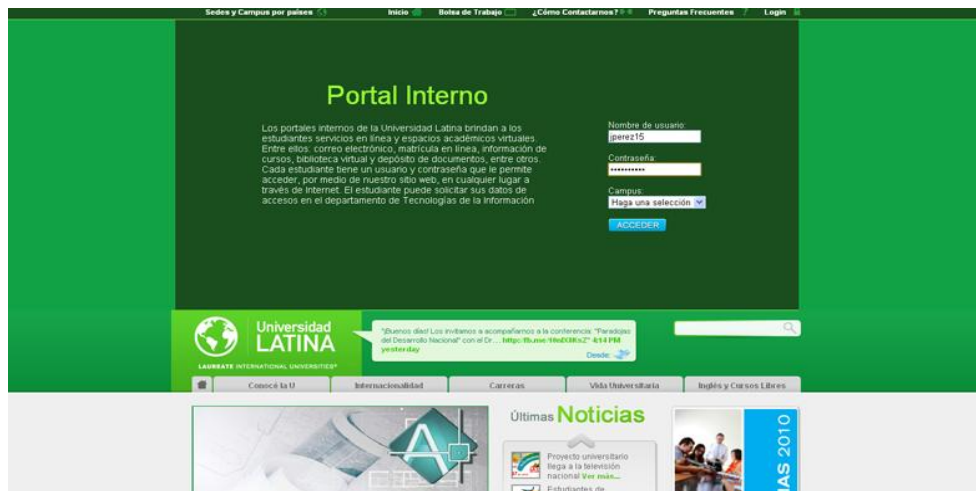 Sedes y Campus por países
Inicio
Bolsa de Trabajo
¿Cómo Contactarnos?
Preguntas Frecuentes
Login
Portal Interno
Los portales internos de la Universidad Latina brindan a los
estudiantes servicios en línea y espacios académicos virtuales.
Entre ellos: correo electrónico, matrícula en línea, información de
cursos, biblioteca virtual y depósito de documentos, entre otros.
Cada estudiante tiene un usuario y contraseña que le permite
acceder, por medio de nuestro sitio web, en cualquier lugar a
través de Internet. El estudiante puede solicitar sus datos de
accesos en el departamento de Tecnologías de la Información
Nombre de usuario:
jperez15
Contraseña:
Campus:
Haga una selección
ACCEDER
Universidad
LATINA
LAUREATE INTERNATIONAL UNIVERSITIES®
"¡Buenos días! Los invitamos a acompañarnos a la conferencia: "Paradojas
del Desarrollo Nacional" con el Dr ... 4:14 PM
yesterday
Desde:
Conocé la U
Internacionalidad
Carreras
Vida Universitaria
Inglés y Cursos Libres
Últimas Noticias
Proyecto universitario
llega a la televisión
nacional Ver más...
Estudiantes de
2010